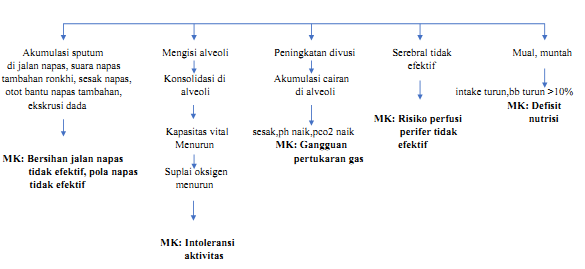 Akumulasi sputum
di jalan napas, suara napas
tambahan ronkhi, sesak napas,
otot bantu napas tambahan,
ekskrusi dada
MK: Bersihan jalan napas
tidak efektif, pola napas
tidak efektif
Mengisi alveoli
Konsolidasi di
alveoli
Kapasitas vital
Menurun
Suplai oksigen
menurun
MK: Intoleransi
aktivitas
Peningkatan divusi
Akumulasi cairan
di alveoli
sesak,ph naik,pco2 naik
MK: Gangguan
pertukaran gas
Serebral tidak
efektif
MK: Risiko perfusi
perifer tidak
efektif
Mual, muntah
intake turun,bb turun >10%
MK: Defisit
nutrisi